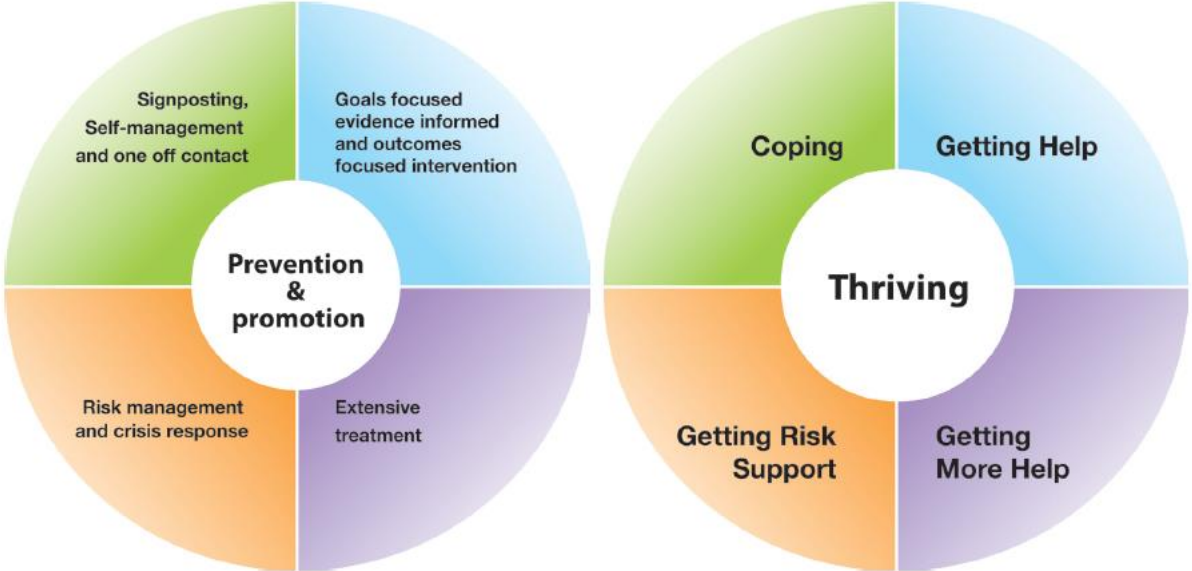 Signposting,
Self-management
and one off contact
Goals focused
evidence informed
and outcomes
focused intervention
Prevention
&
promotion
Risk management
and crisis response
Extensive
treatment
Coping
Getting Help
Thriving
Getting Risk
Support
Getting
More Help